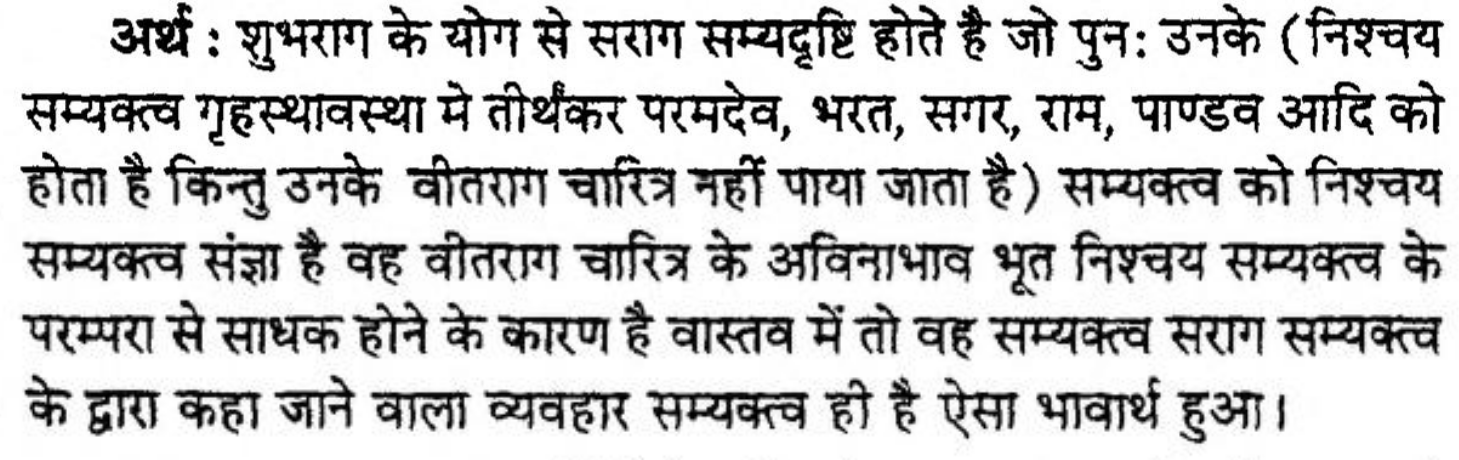 अर्थ : शुभराग के योग से सराग सम्यदृष्टि होते है जो पुन: उनके (निश्चय
सम्यक्त्व गृहस्थावस्था मे तीर्थंकर परमदेव, भरत, सगर, राम, पाण्डव आदि को
होता है किन्तु उनके वीतराग चारित्र नहीं पाया जाता है) सम्यक्त्व को निश्चय
सम्यक्त्व संज्ञा है वह वीतराग चारित्र के अविनाभाव भूत निश्चय सम्यक्त्व के
परम्परा से साधक होने के कारण है वास्तव में तो वह सम्यक्त्व सराग सम्यक्त्व
के द्वारा कहा जाने वाला व्यवहार सम्यक्त्व ही है ऐसा भावार्थ हुआ।